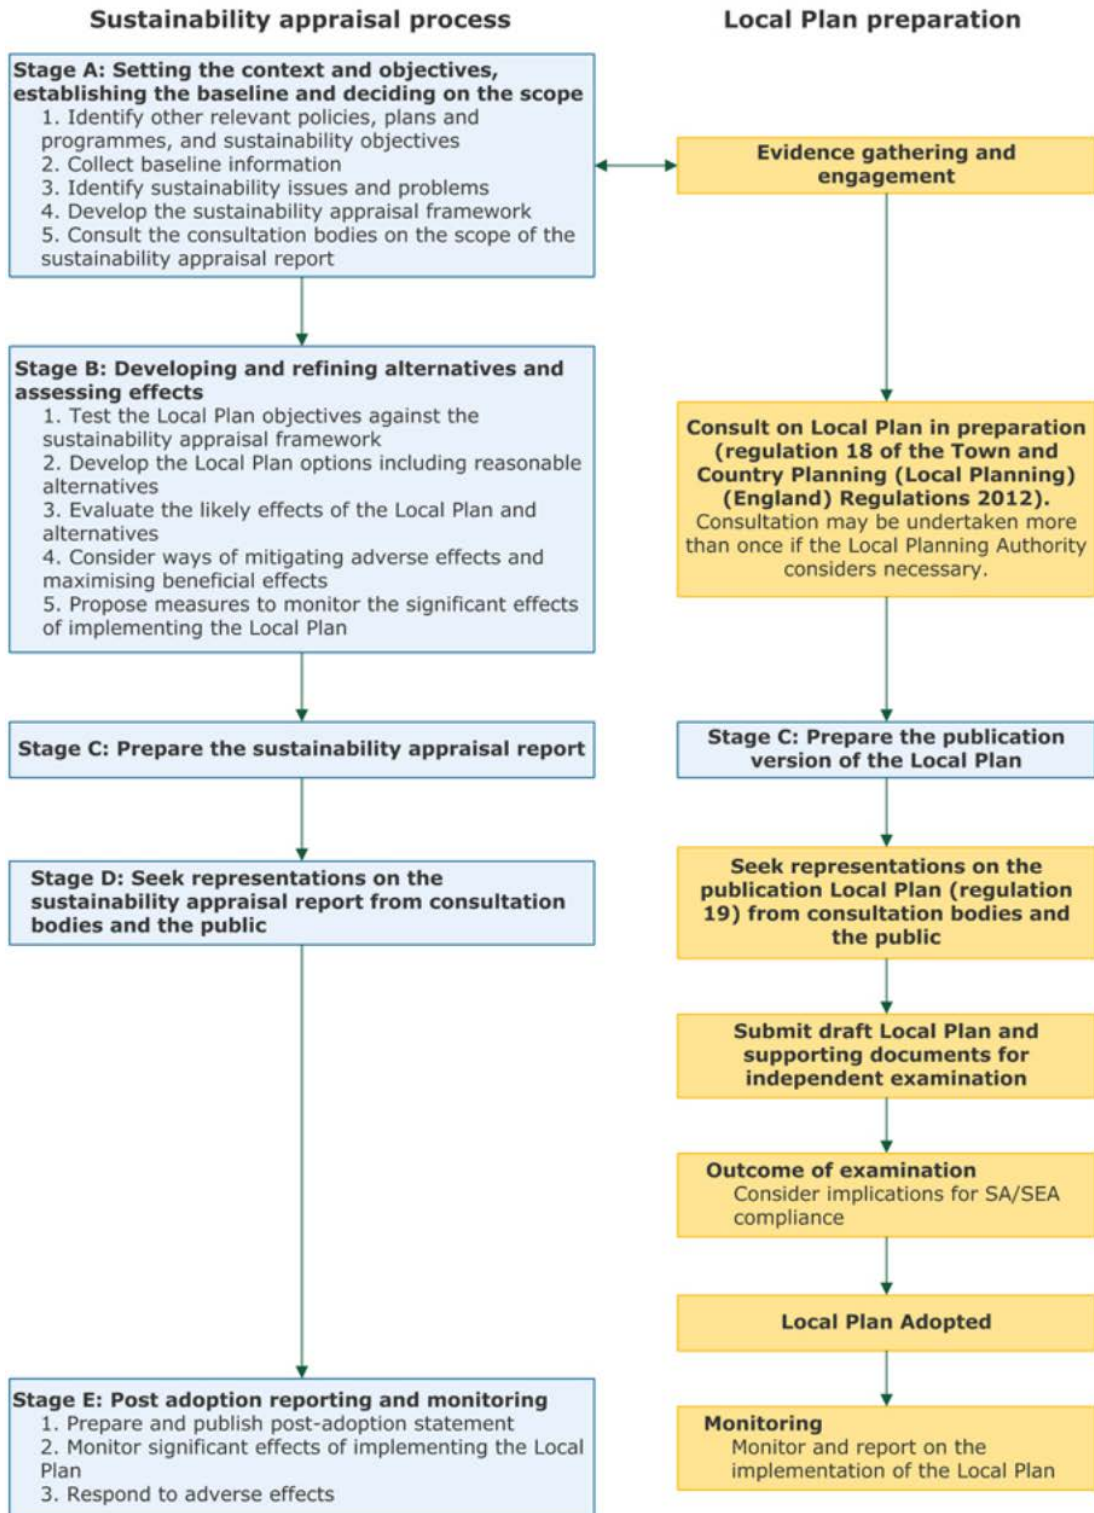 Sustainability appraisal process
Local Plan preparation
Stage A: Setting the context and objectives,
establishing the baseline and deciding on the scope
1. Identify other relevant policies, plans and
programmes, and sustainability objectives
2. Collect baseline information
3. Identify sustainability issues and problems
4. Develop the sustainability appraisal framework
5. Consult the consultation bodies on the scope of the
sustainability appraisal report
Evidence gathering and
engagement
Stage B: Developing and refining alternatives and
assessing effects
1. Test the Local Plan objectives against the
sustainability appraisal framework
2. Develop the Local Plan options including reasonable
alternatives
3. Evaluate the likely effects of the Local Plan and
alternatives
4. Consider ways of mitigating adverse effects and
maximising beneficial effects
5. Propose measures to monitor the significant effects
of implementing the Local Plan
Consult on Local Plan in preparation
(regulation 18 of the Town and
Country Planning (Local Planning)
(England) Regulations 2012).
Consultation may be undertaken more
than once if the Local Planning Authority
considers necessary.
Stage C: Prepare the sustainability appraisal report
Stage C: Prepare the publication
version of the Local Plan
Stage D: Seek representations on the
sustainability appraisal report from consultation
bodies and the public
Seek representations on the
publication Local Plan (regulation
19) from consultation bodies and
the public
Submit draft Local Plan and
supporting documents for
independent examination
Outcome of examination
Consider implications for SA/SEA
compliance
Local Plan Adopted
Stage E: Post adoption reporting and monitoring
1. Prepare and publish post-adoption statement
2. Monitor significant effects of implementing the Local
Plan
3. Respond to adverse effects
Monitoring
Monitor and report on the
implementation of the Local Plan